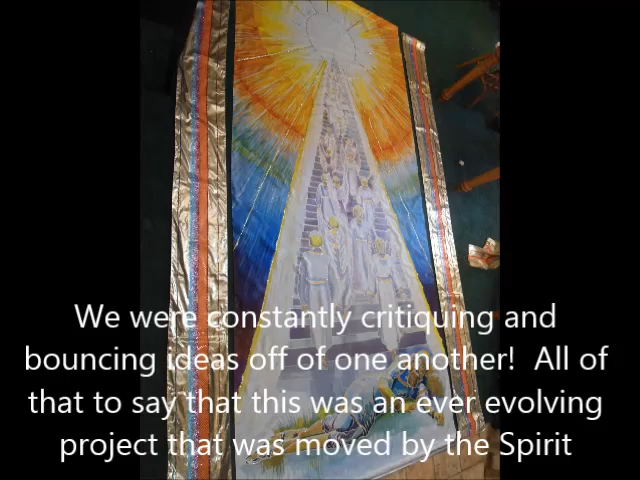 We were constantly critiquing and
bouncing ideas off of one another!  All of
that to say that this was an ever evolving
project that was moved by the Spirit